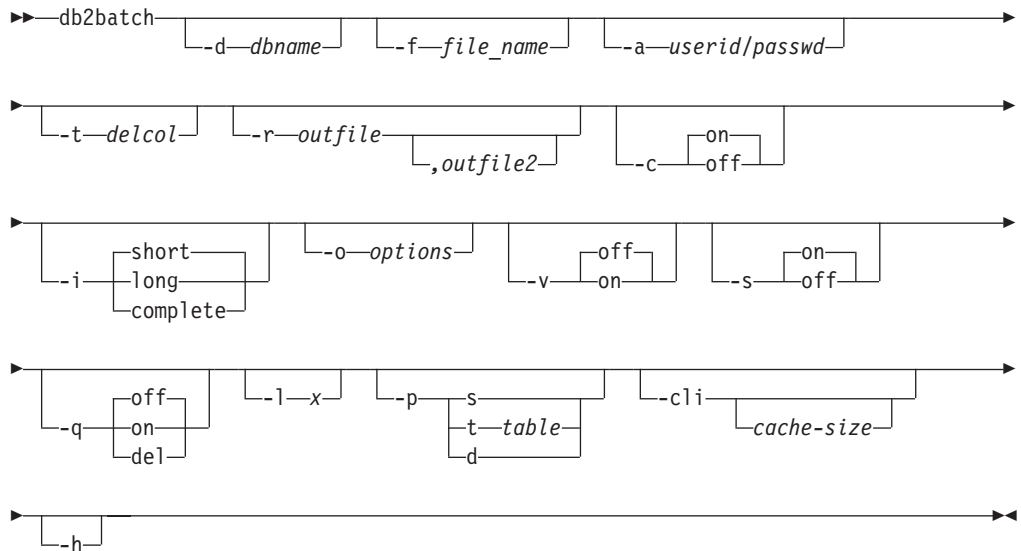 db2batch -d dbname -f file_name -a userid/passwd
-t delcol -r outfile ,outfile2 -c on off
-i short long complete -o options -v off on -s on off
-q off on del -l x -p s t table d -cli cache-size
-h